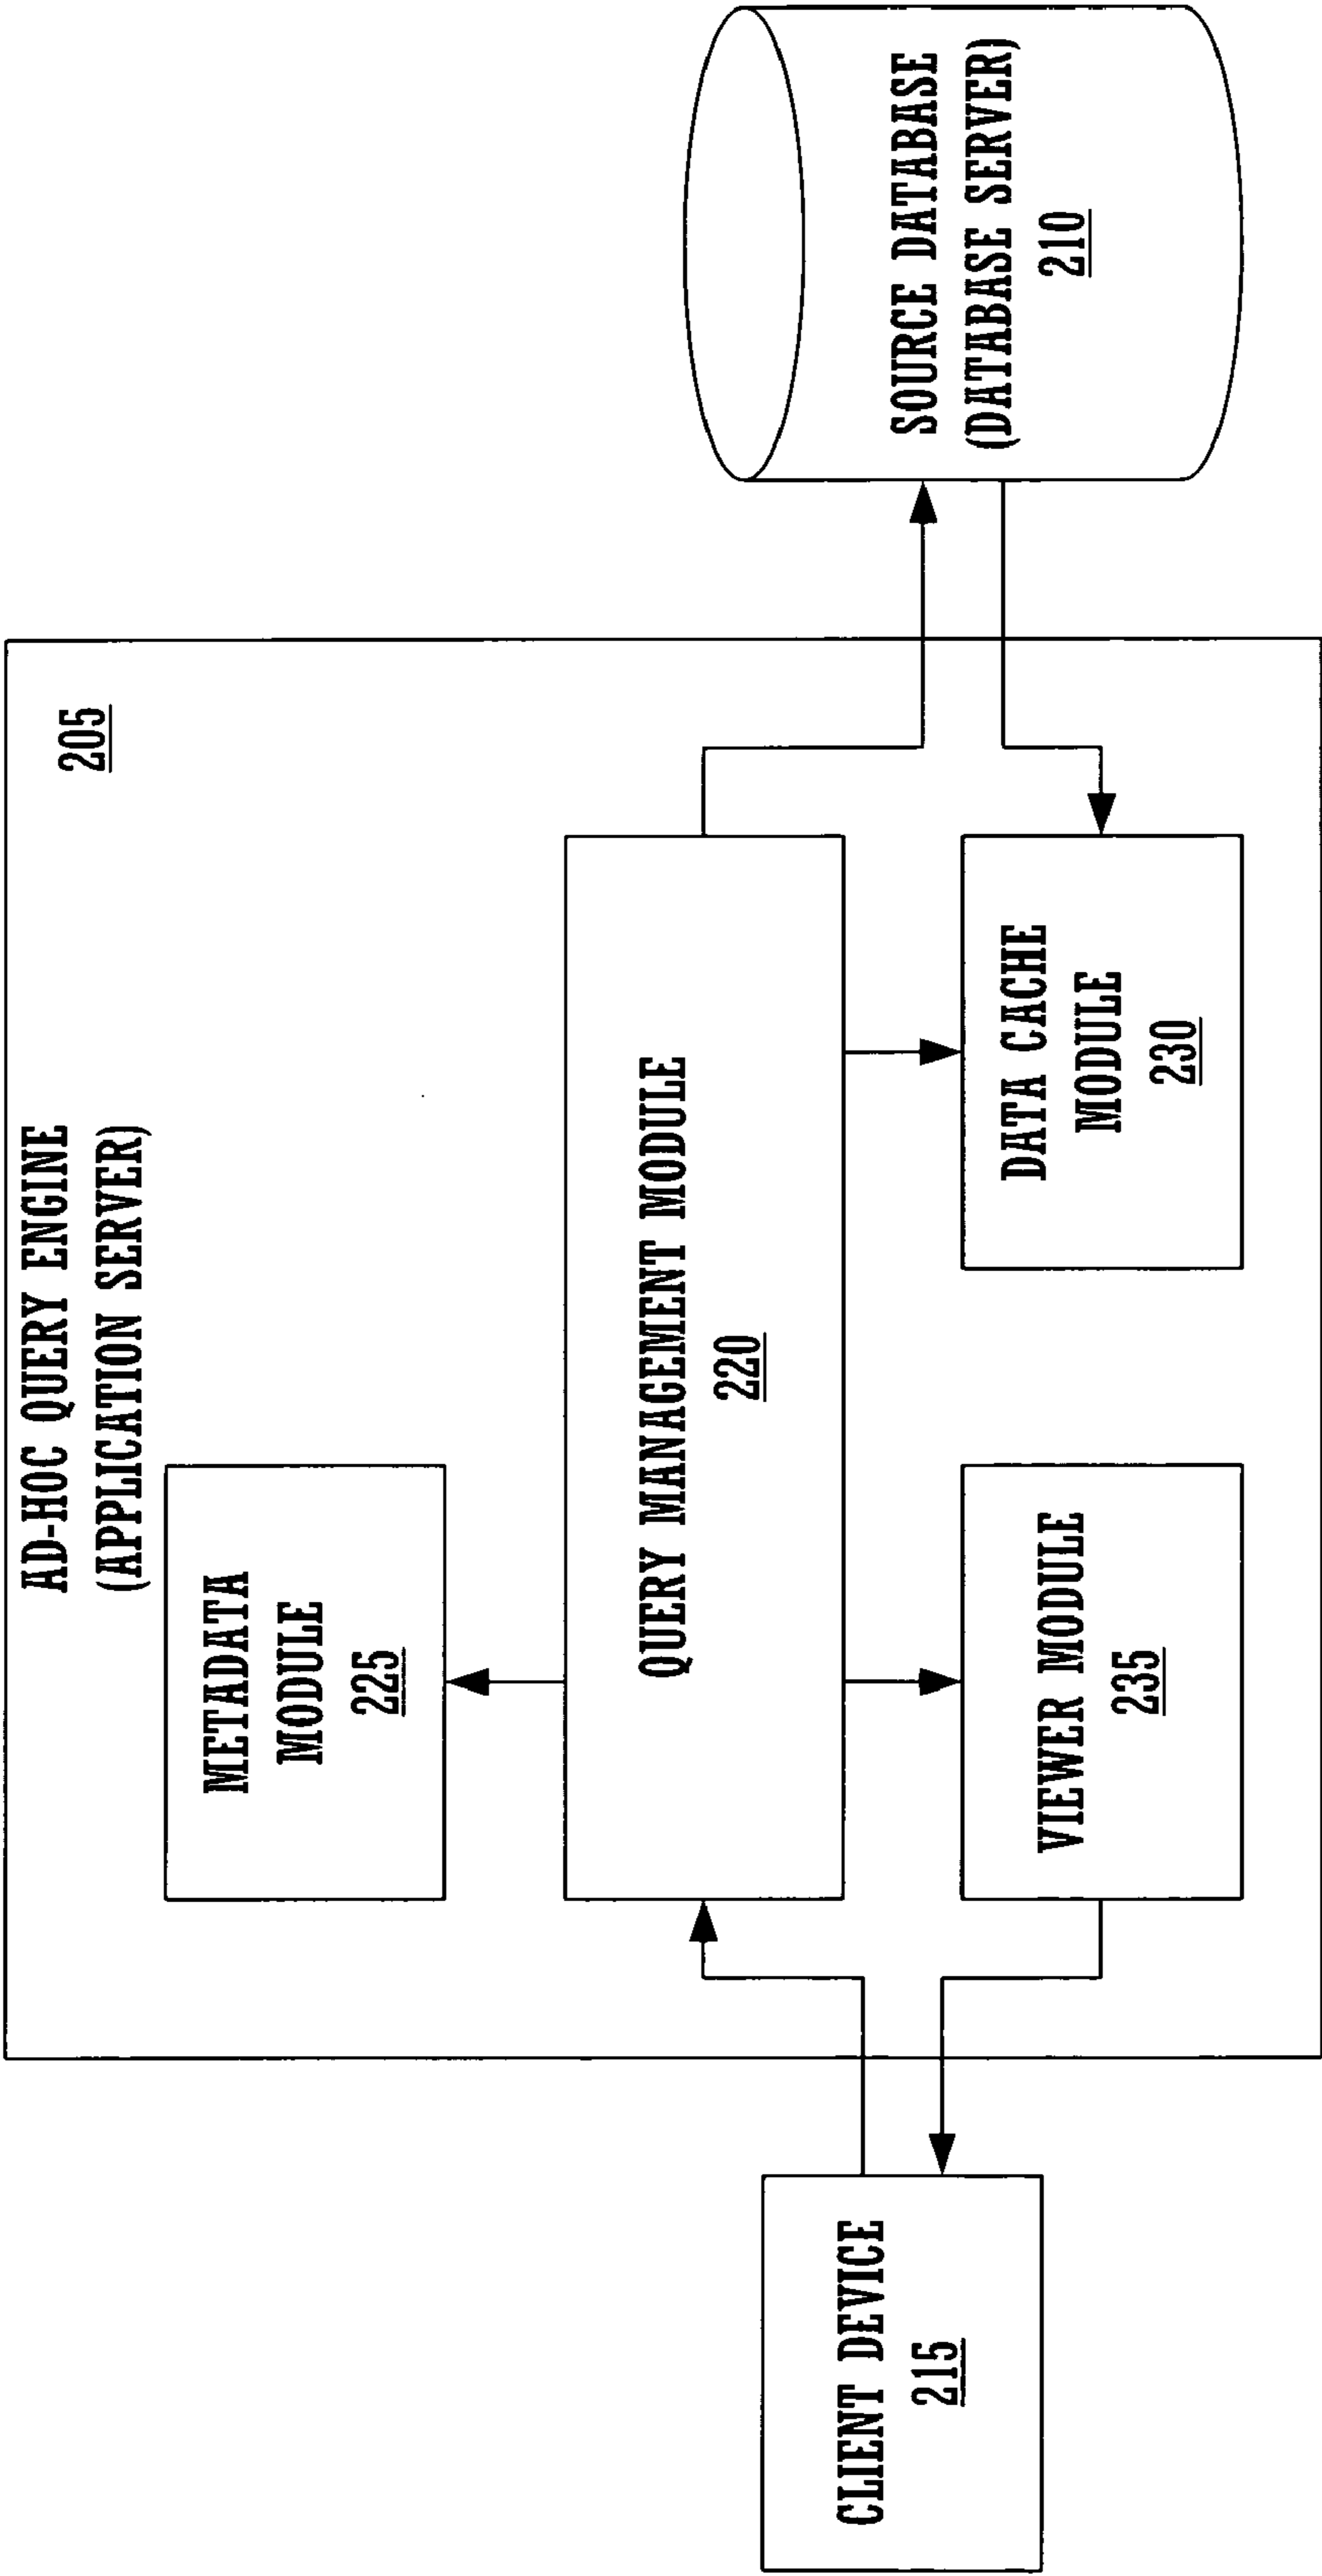 AD-HOC QUERY ENGINE
(APPLICATION SERVER)
205
METADATA
MODULE
225
QUERY MANAGEMENT MODULE
220
CLIENT DEVICE
215
VIEWER MODULE
235
DATA CACHE
MODULE
230
SOURCE DATABASE
(DATABASE SERVER)
210